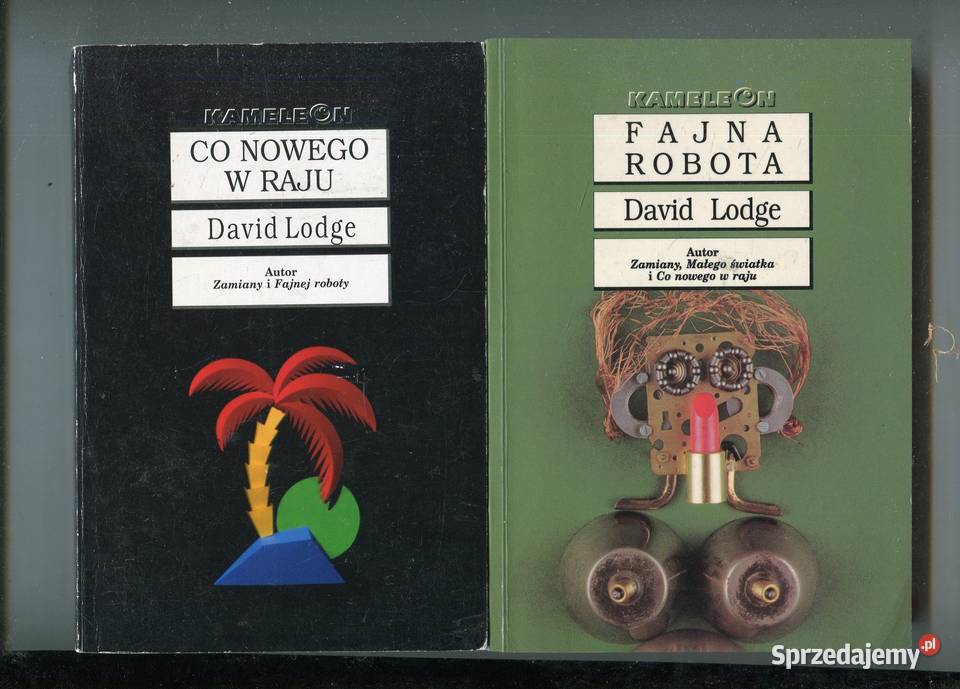 KAMELEON
CO NOWEGO
W RAJU
David Lodge
Autor
Zamiany i Fajnej roboty
KAMELEON
FAJNA
ROBOTA
David Lodge
Autor
Zamiany, Małego światka
i Co nowego w raju
Sprzedajemy.pl